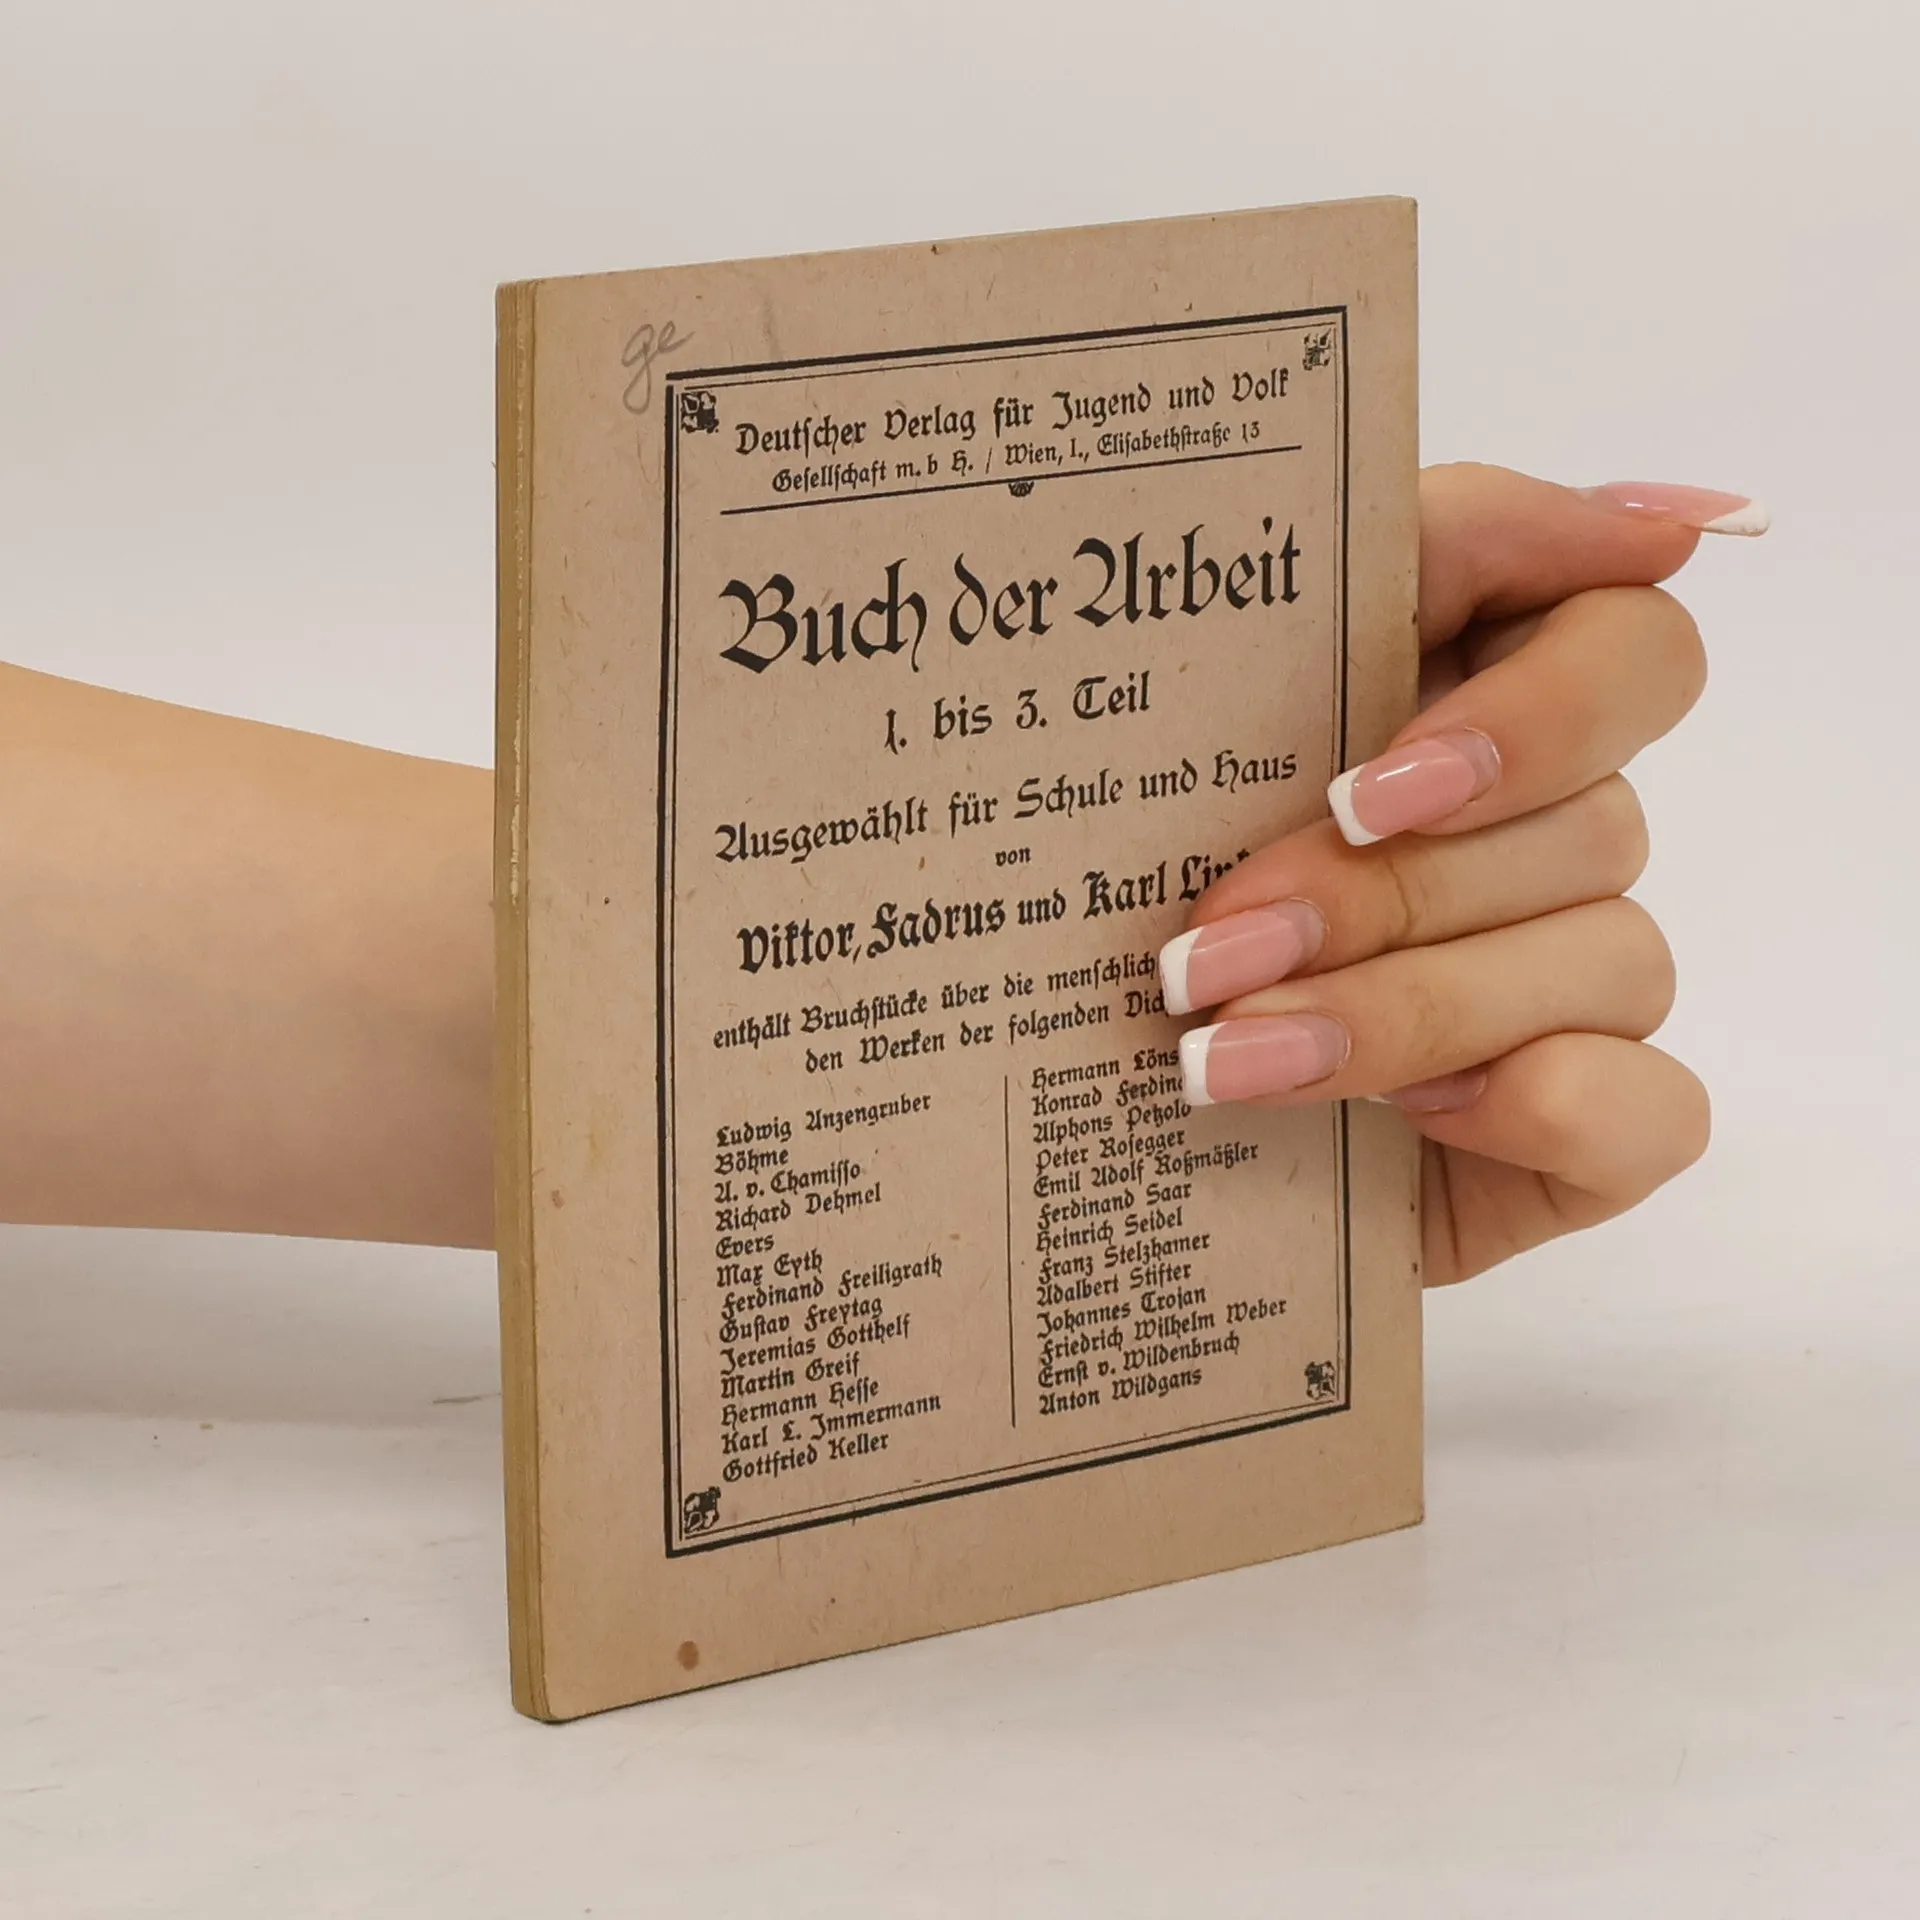 ge
Deutscher Verlag für Jugend und Volk
Gesellschaft m. b H. / Wien, I., Elisabethstraße 13
Buch der Arbeit
1. bis 3. Teil
Ausgewählt für Schule und Haus
von
Viktor, Fadrus und Karl
enthält Bruchstücke über die menschlich
den Werken der folgenden
Ludwig Anzengruber
Böhme
A. v. Chamisso
Richard Dehmel
Evers
Max Eyth
Ferdinand Freiligrath
Gustav Freytag
Jeremias Gotthelf
Martin Greif
Hermann Hesse
Karl L. Immermann
Gottfried Keller
Hermann Löns
Konrad Ferdin
Alphons Petzold
Peter Rosegger
Emil Adolf Roßmäßler
Ferdinand Saar
Heinrich Seidel
Franz Stelzhamer
Adalbert Stifter
Johannes Trojan
Friedrich Wilhelm Weber
Ernst v. Wildenbruch
Anton Wildgans